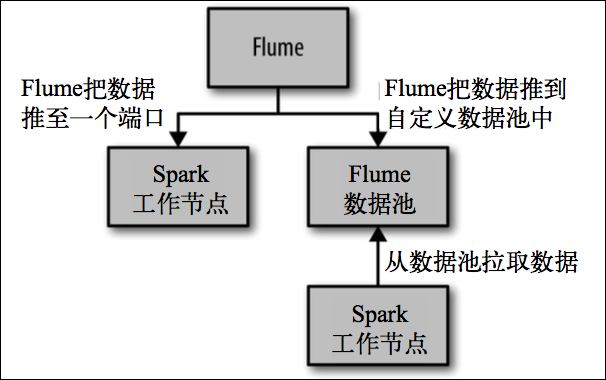 Flume
Flume把数据
推至一个端口
Flume把数据推到
自定义数据池中
Spark
工作节点
Flume
数据池
从数据池拉取数据
Spark
工作节点